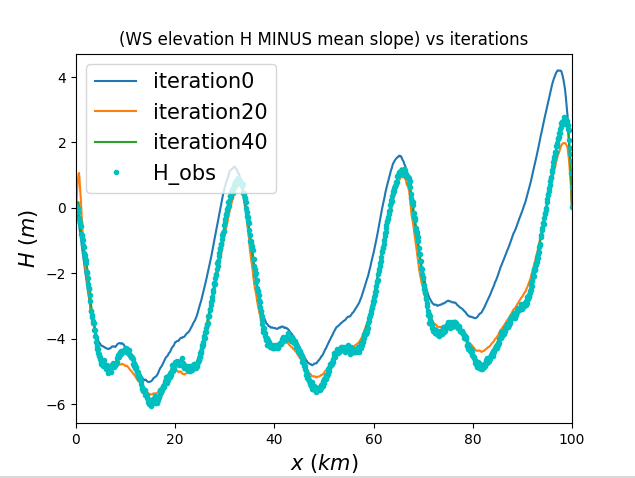 (WS elevation H MINUS mean slope) vs iterations
iteration0
iteration20
iteration40
H_obs
H (m)
4
2
0
−2
−4
−6
0 20 40 60 80 100
x (km)